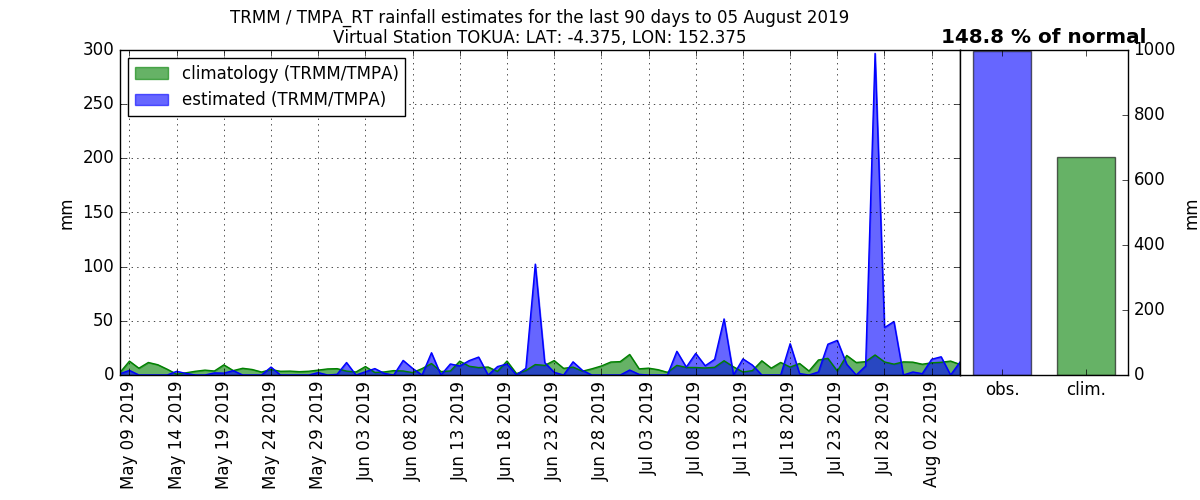 TRMM / TMPA_RT rainfall estimates for the last 90 days to 05 August 2019
Virtual Station TOKUA: LAT: -4.375, LON: 152.375
148.8 % of normal
climatology (TRMM/TMPA)
estimated (TRMM/TMPA)
300
250
200
150
100
50
0
mm
May 09 2019
May 14 2019
May 19 2019
May 24 2019
May 29 2019
Jun 03 2019
Jun 08 2019
Jun 13 2019
Jun 18 2019
Jun 23 2019
Jun 28 2019
Jul 03 2019
Jul 08 2019
Jul 13 2019
Jul 18 2019
Jul 23 2019
Jul 28 2019
Aug 02 2019
obs.
clim.
1000
800
600
400
200
0
mm